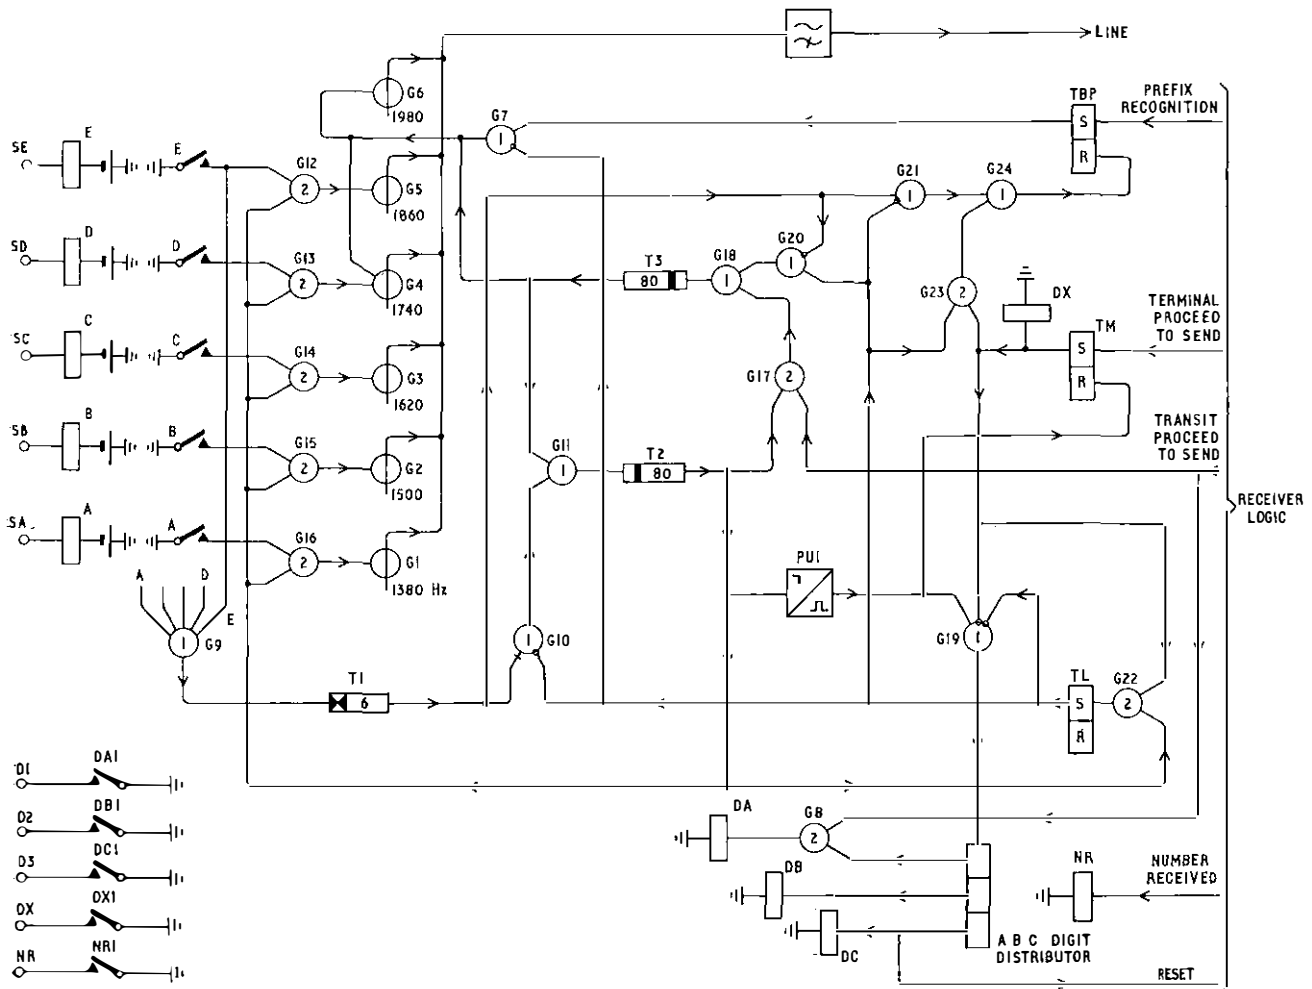 LINE
G6
1980
G7
TBP
PREFIX
RECOGNITION
S
R
1
SE
E
E
G12
2
G5
1860
G21
1
G24
1
SD
D
D
G13
2
G4
1740
T3
80
G18
1
G20
1
G23
2
DX
TERMINAL
PROCEED
TO SEND
TM
S
R
SC
C
C
G14
2
G3
1620
G17
2
TRANSIT
PROCEED
TO SEND
SB
B
B
G15
2
G2
1500
G11
1
T2
80
RECEIVER
LOGIC
SA
A
A
G16
2
G1
1380 Hz
PU1
A
D
E
1
G9
G10
1
G19
1
T1
6
TL
S
R
G22
2
D1
DA1
D2
DB1
D3
DC1
DX
DX1
NR
NR1
DA
G8
2
DB
DC
NR
NUMBER
RECEIVED
A B C DIGIT
DISTRIBUTOR
RESET